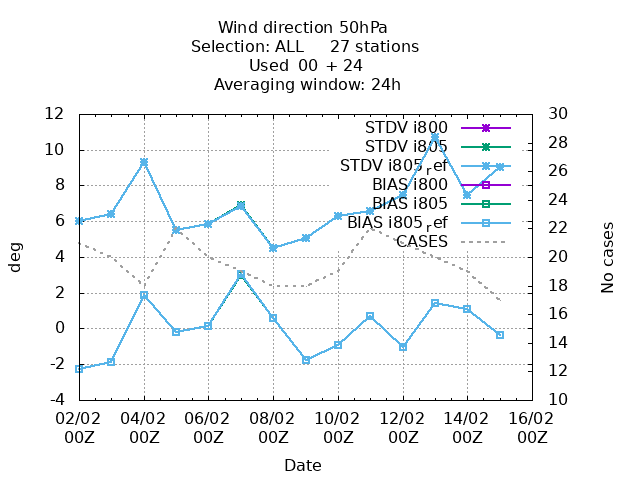 Wind direction 50hPa
Selection: ALL 27 stations
Used 00 + 24
Averaging window: 24h
12
10
8
6
4
2
0
-2
-4
deg
30
28
26
24
22
20
18
16
14
12
10
No cases
STDV i800
STDV i805
STDV i805ref
BIAS i800
BIAS i805
BIAS i805ref
CASES
02/02 04/02 06/02 08/02 10/02 12/02 14/02 16/02
00Z 00Z 00Z 00Z 00Z 00Z 00Z 00Z
Date